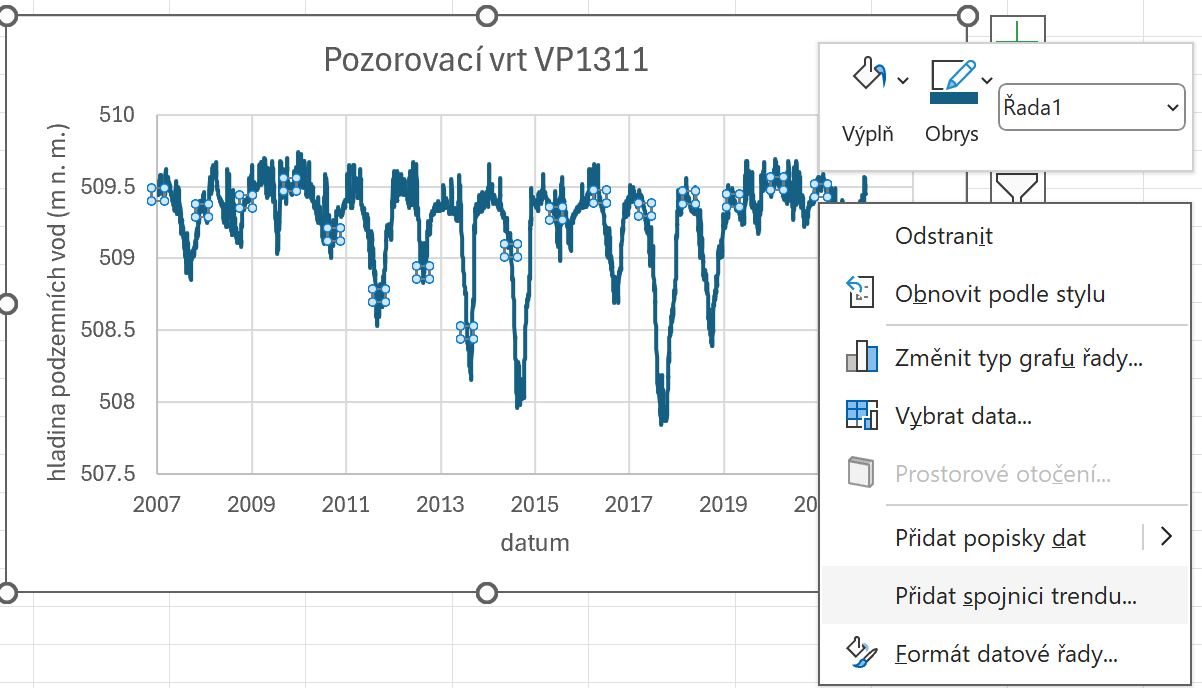 Pozorovací vrt VP1311
hladina podzemních vod (m n. m.)
510
509.5
509
508.5
508
507.5
2007
2009
2011
2013
2015
2017
2019
20
datum
Výplň
Obrys
Řada1
Odstranit
Obnovit podle stylu
Změnit typ grafu řady...
Vybrat data...
Prostorové otočení...
Přidat popisky dat
Přidat spojnici trendu...
Formát datové řady...